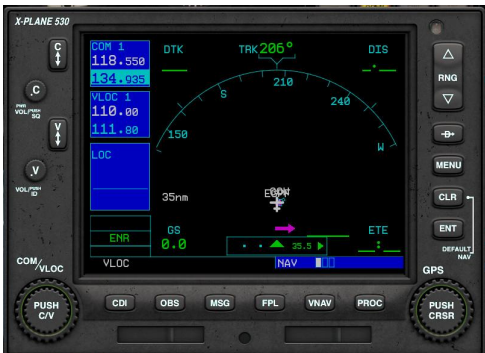 X-PLANE 530
C
COM 1
118.550
134.935
DTK
TRK 206°
DIS
__._
RNG
.C
PWR
VOL/PUSH
SQ
V
VLOC 1
110.00
111.80
S
210
240
150
W
D
LOC
MENU
.V
VOL/PUSH
ID
35nm
CLR
ENR
GS
0.0
35.5
ETE
__:__
ENT
DEFAULT
NAV
VLOC
NAV
COM/VLOC
GPS
PUSH
C/V
CDI
OBS
MSG
FPL
VNAV
PROC
PUSH
CRSR